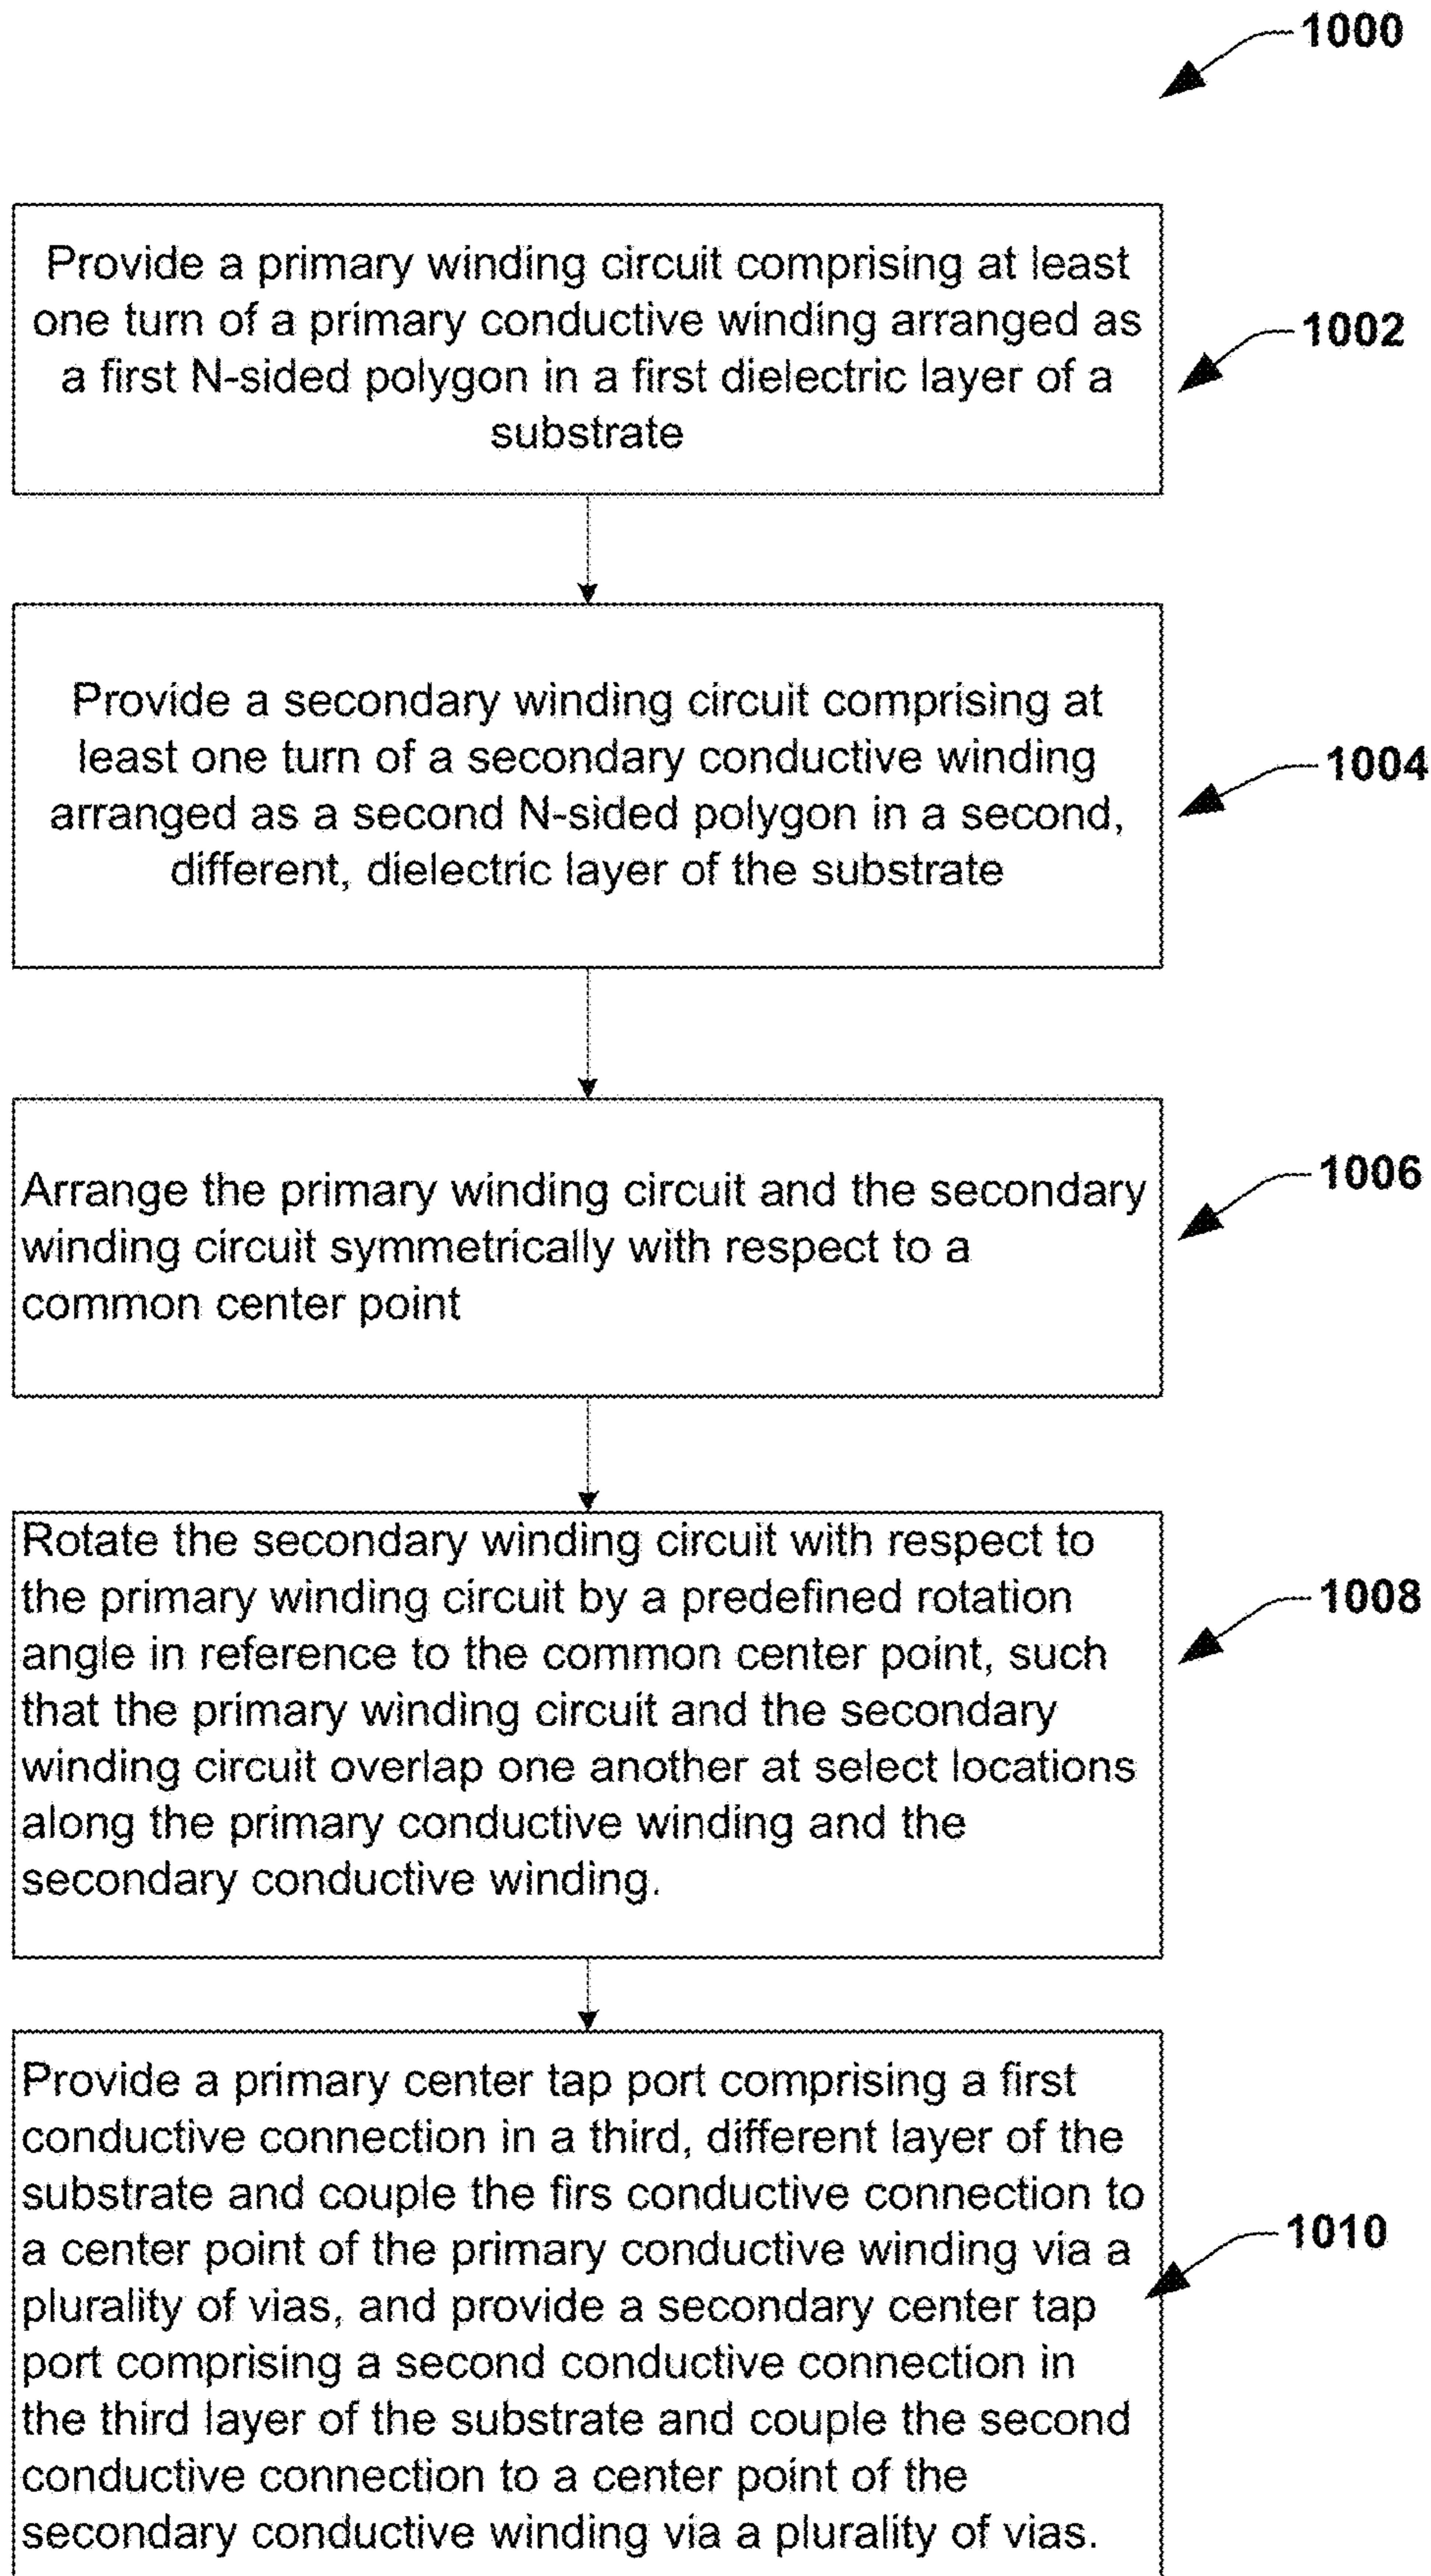 1000
Provide a primary winding circuit comprising at least
one turn of a primary conductive winding arranged as
a first N-sided polygon in a first dielectric layer of a
substrate
1002
Provide a secondary winding circuit comprising at
least one turn of a secondary conductive winding
arranged as a second N-sided polygon in a second,
different, dielectric layer of the substrate
1004
Arrange the primary winding circuit and the secondary
winding circuit symmetrically with respect to a
common center point
1006
Rotate the secondary winding circuit with respect to
the primary winding circuit by a predefined rotation
angle in reference to the common center point, such
that the primary winding circuit and the secondary
winding circuit overlap one another at select locations
along the primary conductive winding and the
secondary conductive winding.
1008
Provide a primary center tap port comprising a first
conductive connection in a third, different layer of the
substrate and couple the firs conductive connection to
a center point of the primary conductive winding via a
plurality of vias, and provide a secondary center tap
port comprising a second conductive connection in
the third layer of the substrate and couple the second
conductive connection to a center point of the
secondary conductive winding via a plurality of vias.
1010